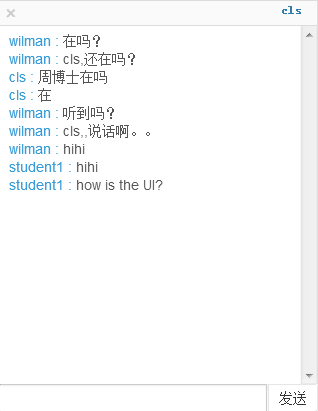 × cls
wilman : 在吗?
wilman : cls,还在吗?
cls : 周博士在吗
cls : 在
wilman : 听到吗?
wilman : cls,,说话啊。。
wilman : hihi
student1 : hihi
student1 : how is the UI?
发送